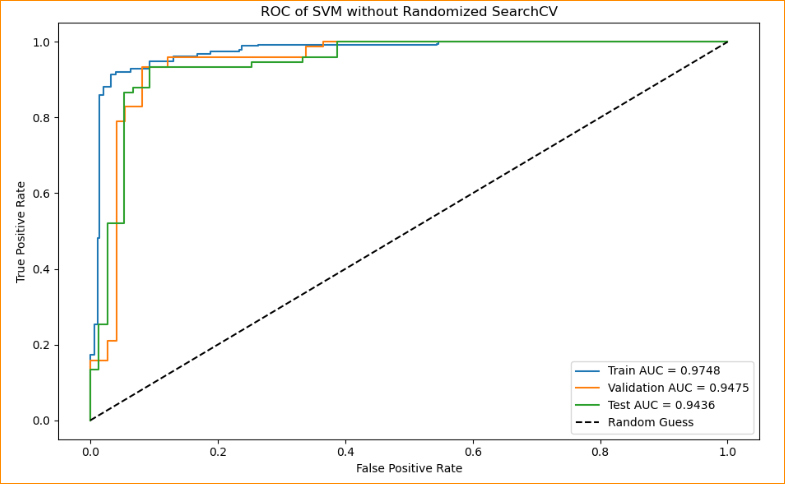 ROC of SVM without Randomized SearchCV
1.0
0.8
0.6
0.4
0.2
0.0
True Positive Rate
Train AUC = 0.9748
Validation AUC = 0.9475
Test AUC = 0.9436
Random Guess
0.0 0.2 0.4 0.6 0.8 1.0
False Positive Rate